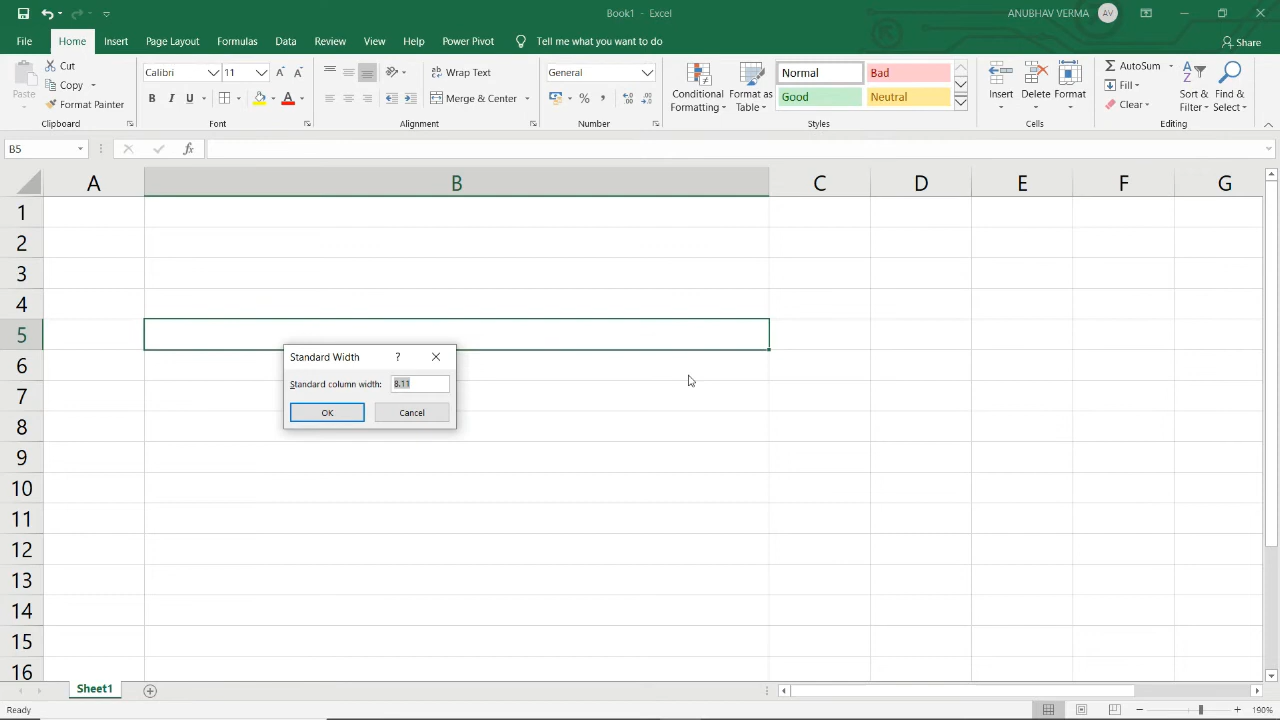 Book1 - Excel
ANUBHAV VERMA
AV
File Home Insert Page Layout Formulas Data Review View Help Power Pivot Tell me what you want to do Share
Paste
Cut
Copy
Format Painter
Clipboard
Calibri 11
B I U A
Font
Wrap Text
Merge & Center
Alignment
General
%
Number
Conditional
Formatting
Format as
Table
Normal Bad
Good Neutral
Styles
Insert Delete Format
Cells
AutoSum
Fill
Clear
Sort &
Filter
Find &
Select
Editing
B5
fx
A B C D E F G
1
2
3
4
5
6
7
8
9
10
11
12
13
14
15
16
Standard Width ?
Standard column width: 8.11
OK Cancel
Sheet1
Ready
190%